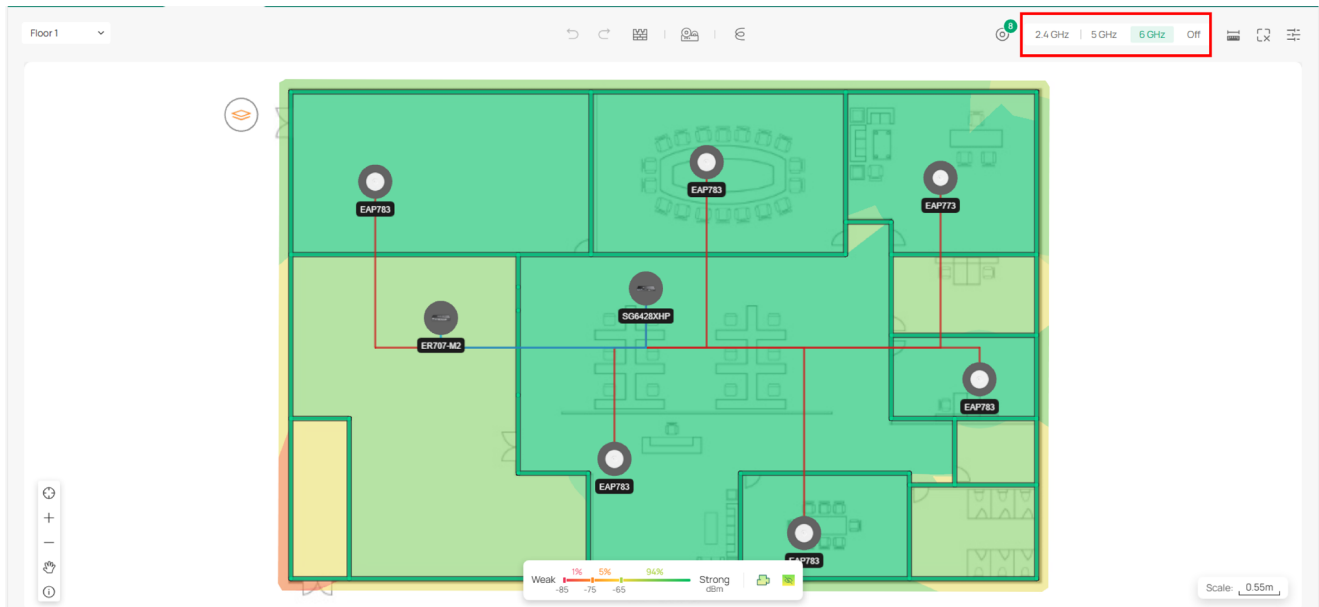 Floor 1
8
2.4 GHz 5 GHz 6 GHz Off
EAP783
EAP783
EAP773
SG6428XHP
ER707-M2
EAP783
EAP783
EAP783
1% 5% 94%
Weak Strong
-85 -75 -65 dBm
Scale: 0.55m